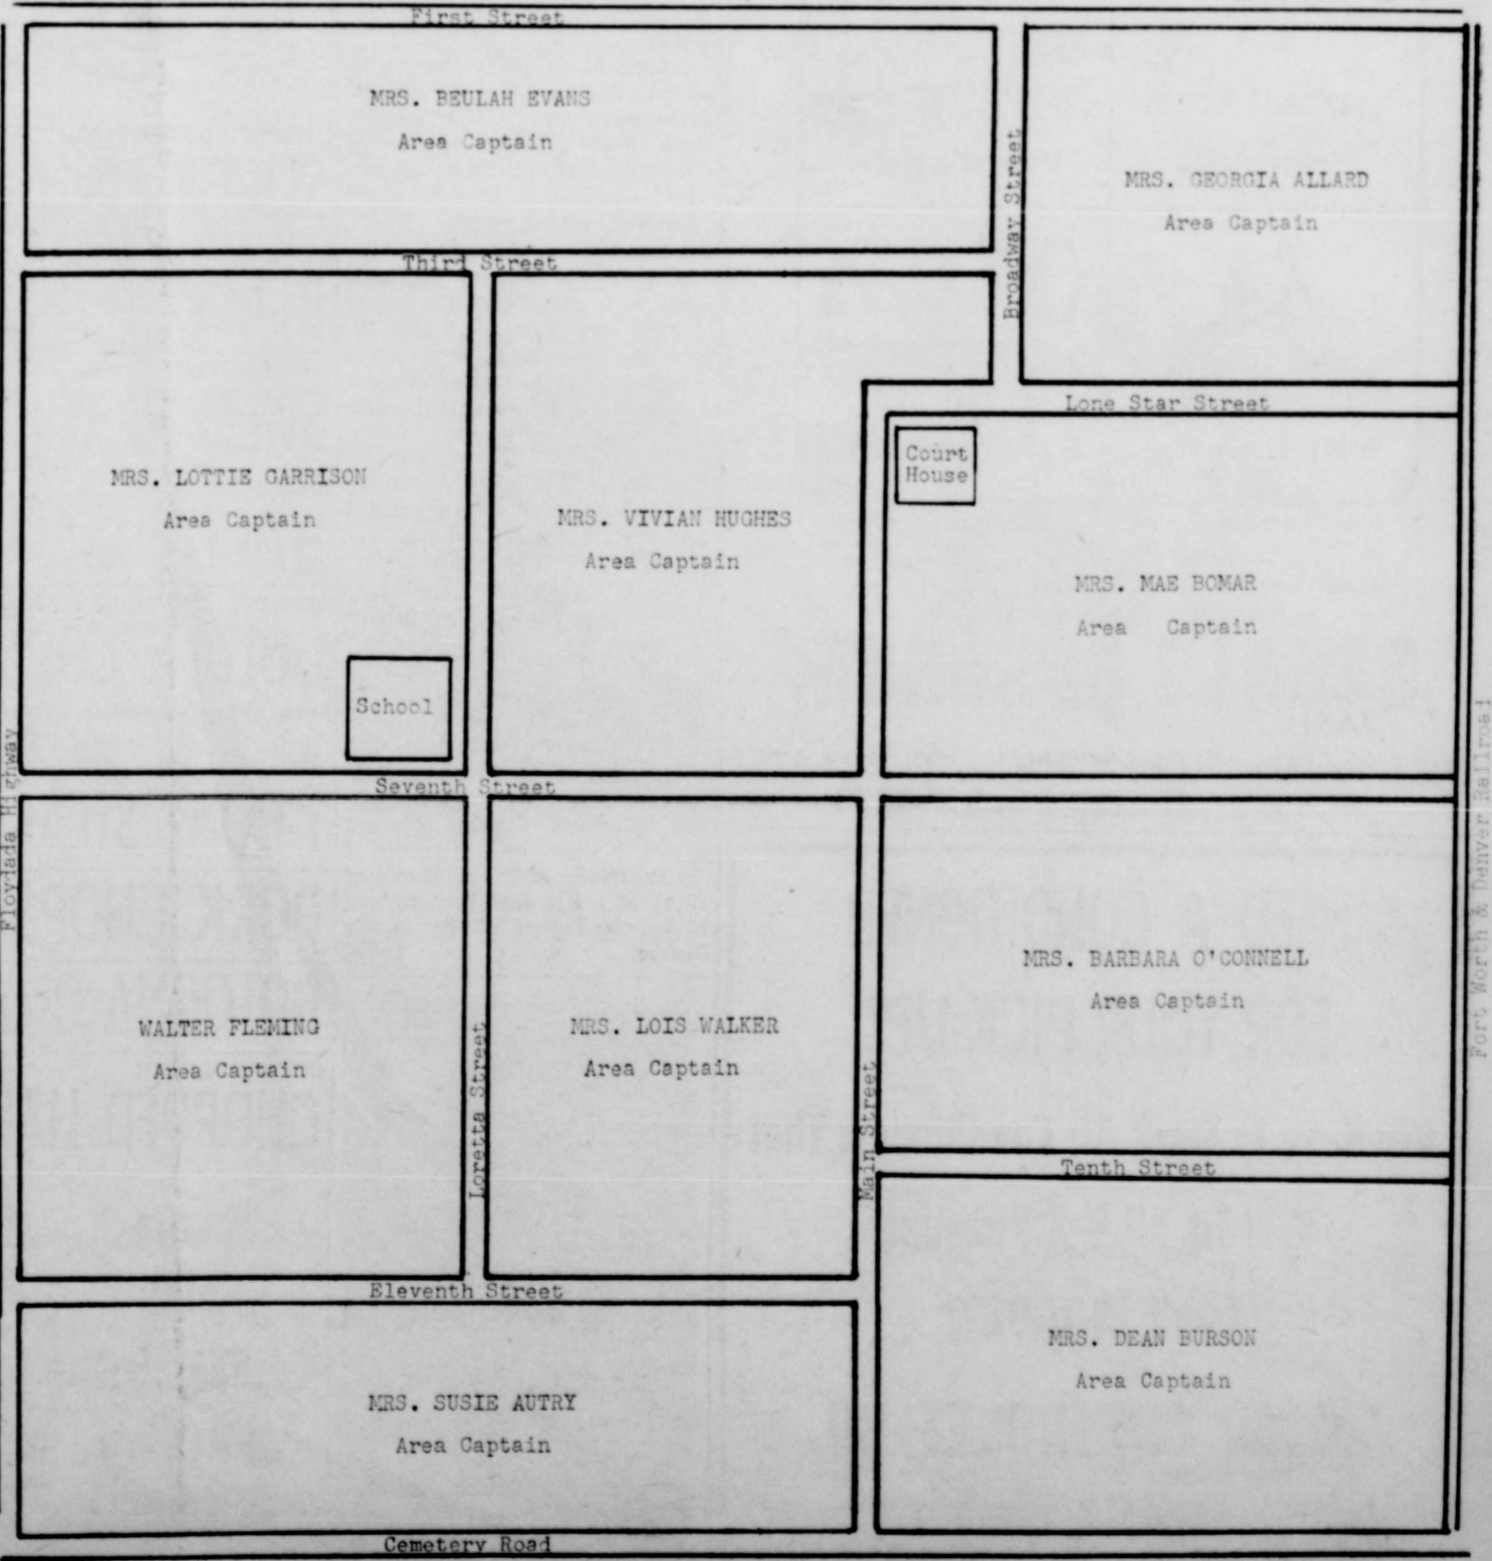 First Street
MRS. BEULAH EVANS
Area Captain
Broadway Street
MRS. GEORGIA ALLARD
Area Captain
Third Street
Lone Star Street
MRS. LOTTIE GARRISON
Area Captain
School
MRS. VIVIAN HUGHES
Area Captain
Court
House
MRS. MAE BOMAR
Area Captain
Floydada Highway
Fort Worth & Denver Railroad
Seventh Street
WALTER FLEMING
Area Captain
Loretta Street
MRS. LOIS WALKER
Area Captain
Main Street
MRS. BARBARA O'CONNELL
Area Captain
Tenth Street
Eleventh Street
MRS. SUSIE AUTRY
Area Captain
MRS. DEAN BURSON
Area Captain
Cemetery Road